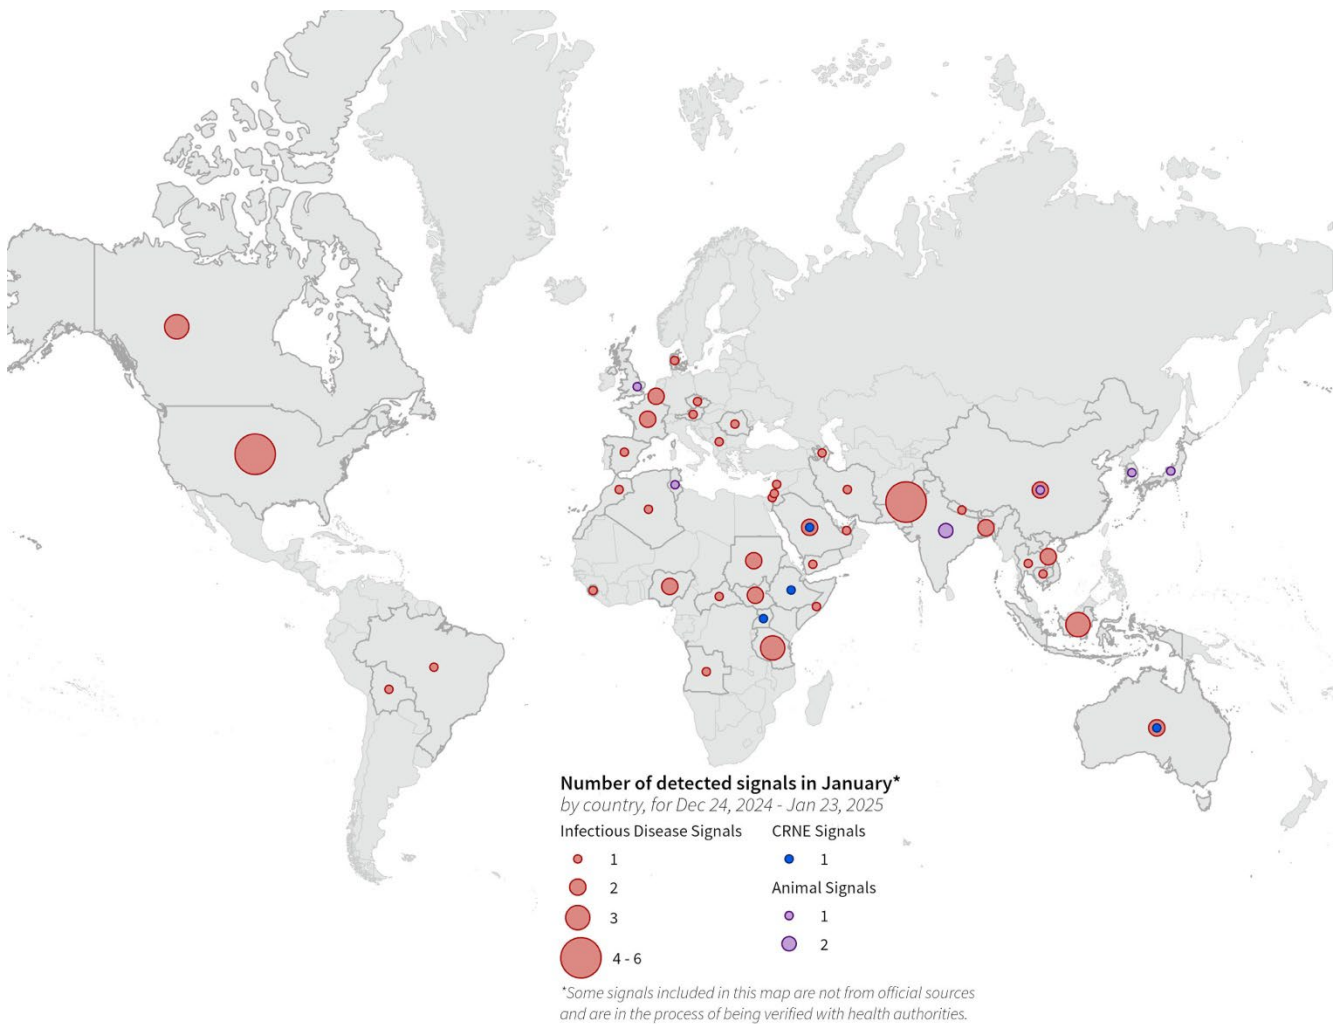 Number of detected signals in January*
by country, for Dec 24, 2024 - Jan 23, 2025
Infectious Disease Signals
1
2
3
4 - 6
CRNE Signals
1
Animal Signals
1
2
*Some signals included in this map are not from official sources
and are in the process of being verified with health authorities.